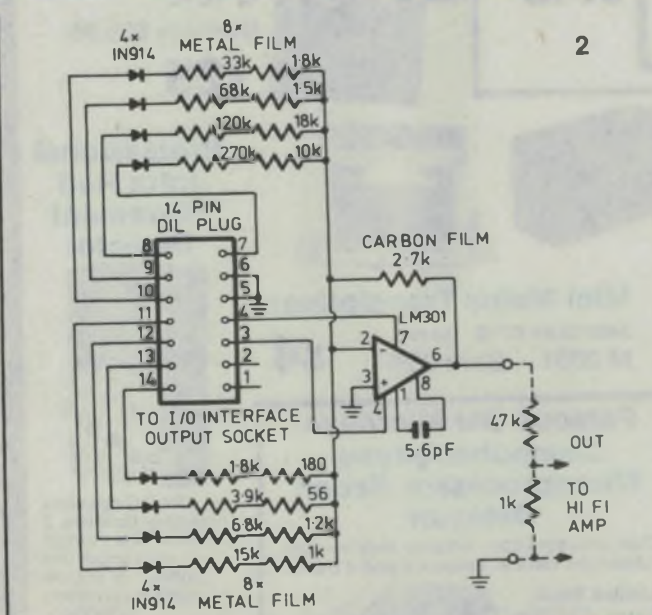 2
8×
4× METAL FILM
IN914
33k 1·8k
68k 1·5k
120k 18k
270k 10k
14 PIN
DIL PLUG
8 7
9 6
10 5
11 4
12 3
13 2
14 1
TO I/O INTERFACE
OUTPUT SOCKET
CARBON FILM
2·7k
LM301
2 7
6
3 8
4 1
5·6pF
47k
OUT
1k
TO
HI FI
AMP
1·8k 180
3·9k 56
6·8k 1·2k
15k 1k
4× 8×
IN914 METAL FILM